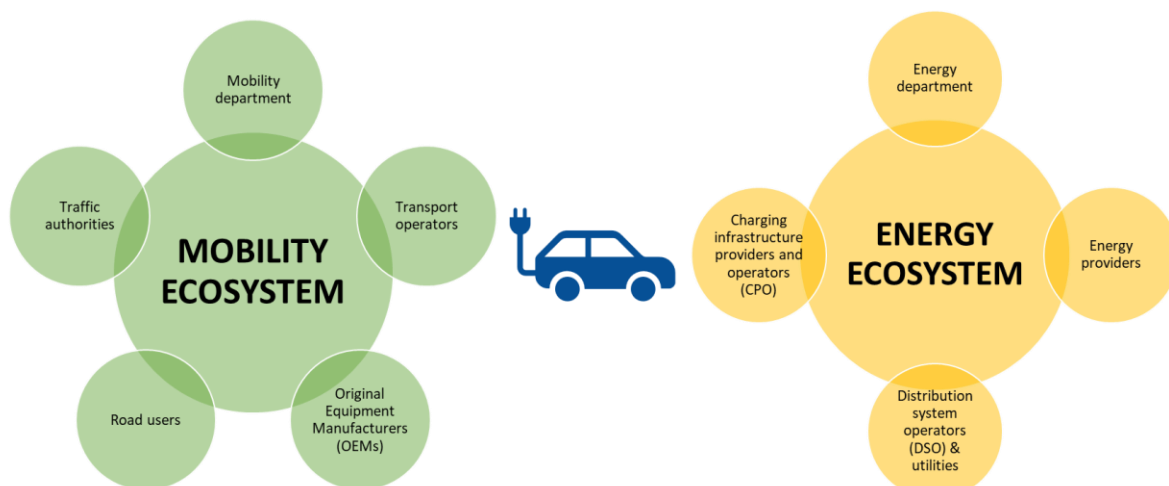 Mobility
department
Traffic
authorities
MOBILITY
ECOSYSTEM
Transport
operators
Road users
Original
Equipment
Manufacturers
(OEMs)
Energy
department
Charging
infrastructure
providers and
operators
(CPO)
ENERGY
ECOSYSTEM
Energy
providers
Distribution
system
operators
(DSO) &
utilities